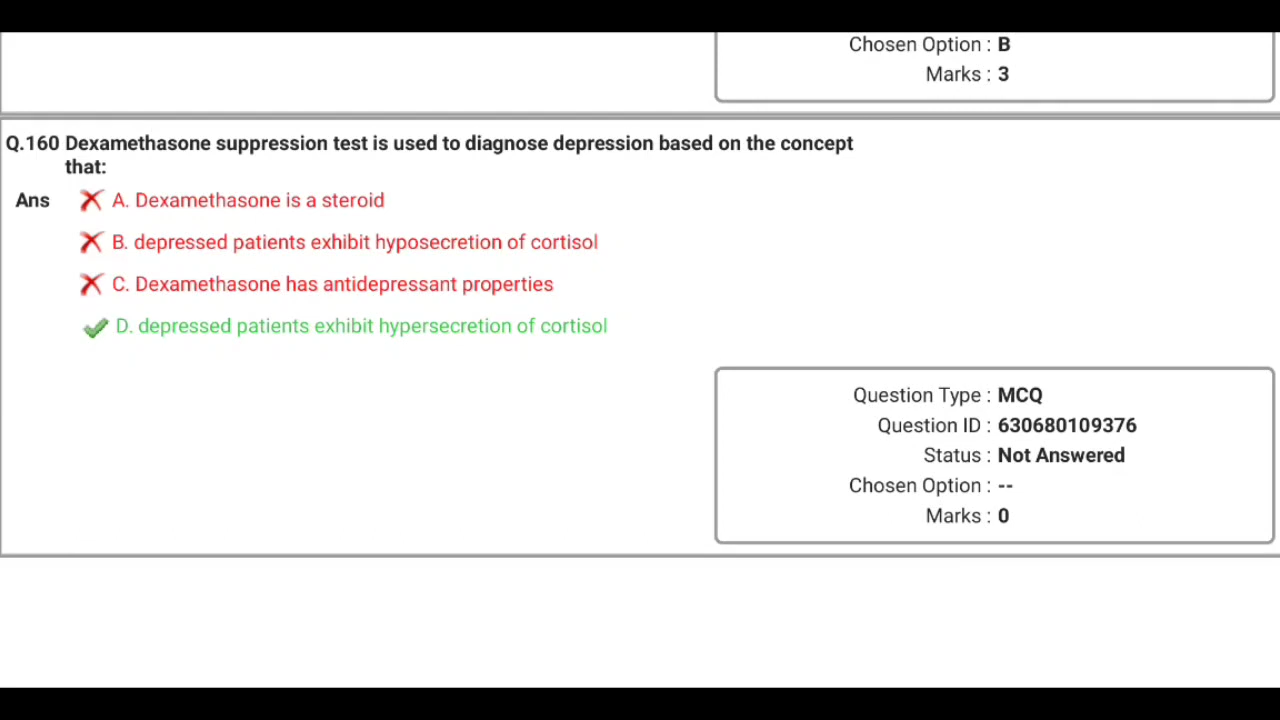 Chosen Option : B
Marks : 3
Q.160 Dexamethasone suppression test is used to diagnose depression based on the concept
that:
Ans A. Dexamethasone is a steroid
B. depressed patients exhibit hyposecretion of cortisol
C. Dexamethasone has antidepressant properties
D. depressed patients exhibit hypersecretion of cortisol
Question Type : MCQ
Question ID : 630680109376
Status : Not Answered
Chosen Option : --
Marks : 0